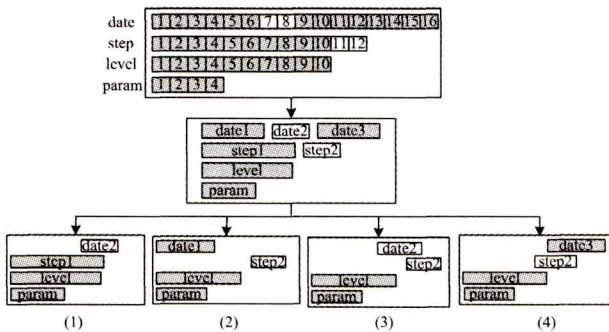 date 1 2 3 4 5 6 7 8 9 10 11 12 13 14 15 16
step 1 2 3 4 5 6 7 8 9 10 11 12
level 1 2 3 4 5 6 7 8 9 10
param 1 2 3 4
date1 date2 date3
step1 step2
level
param
date2
step1
level
param
(1)
date1
step2
level
param
(2)
date2
step2
level
param
(3)
date3
step2
level
param
(4)